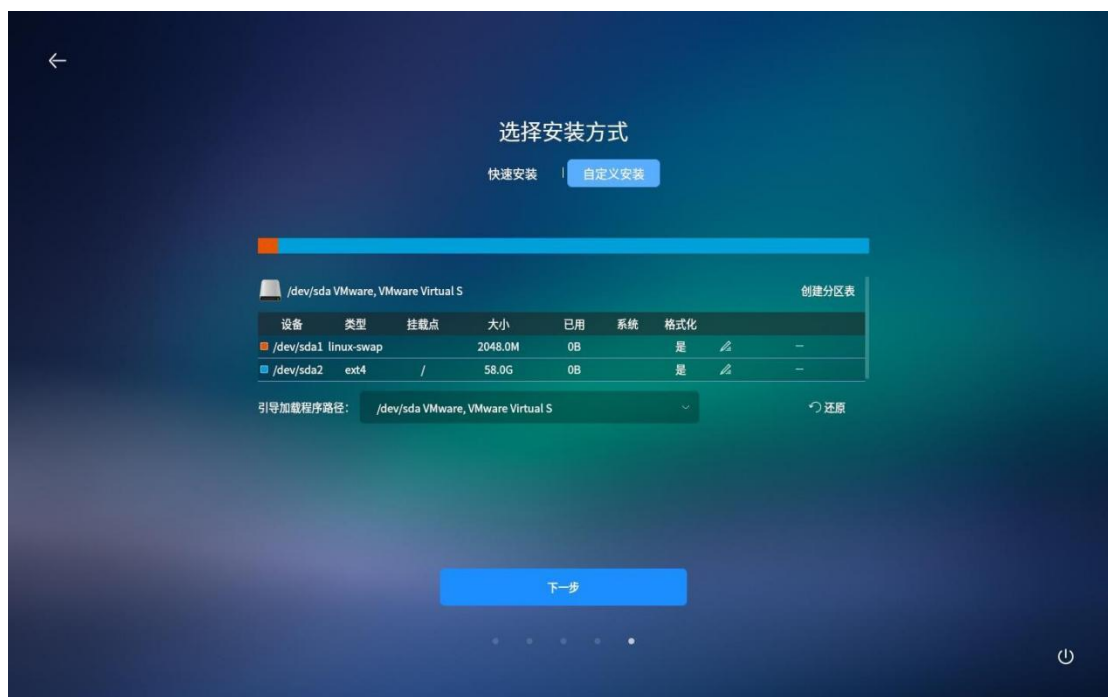 选择安装方式
快速安装 | 自定义安装
/dev/sda VMware, VMware Virtual S 创建分区表
设备 类型 挂载点 大小 已用 系统 格式化
/dev/sda1 linux-swap 2048.0M 0B 是
/dev/sda2 ext4 / 58.0G 0B 是
引导加载程序路径: /dev/sda VMware, VMware Virtual S 还原
下一步